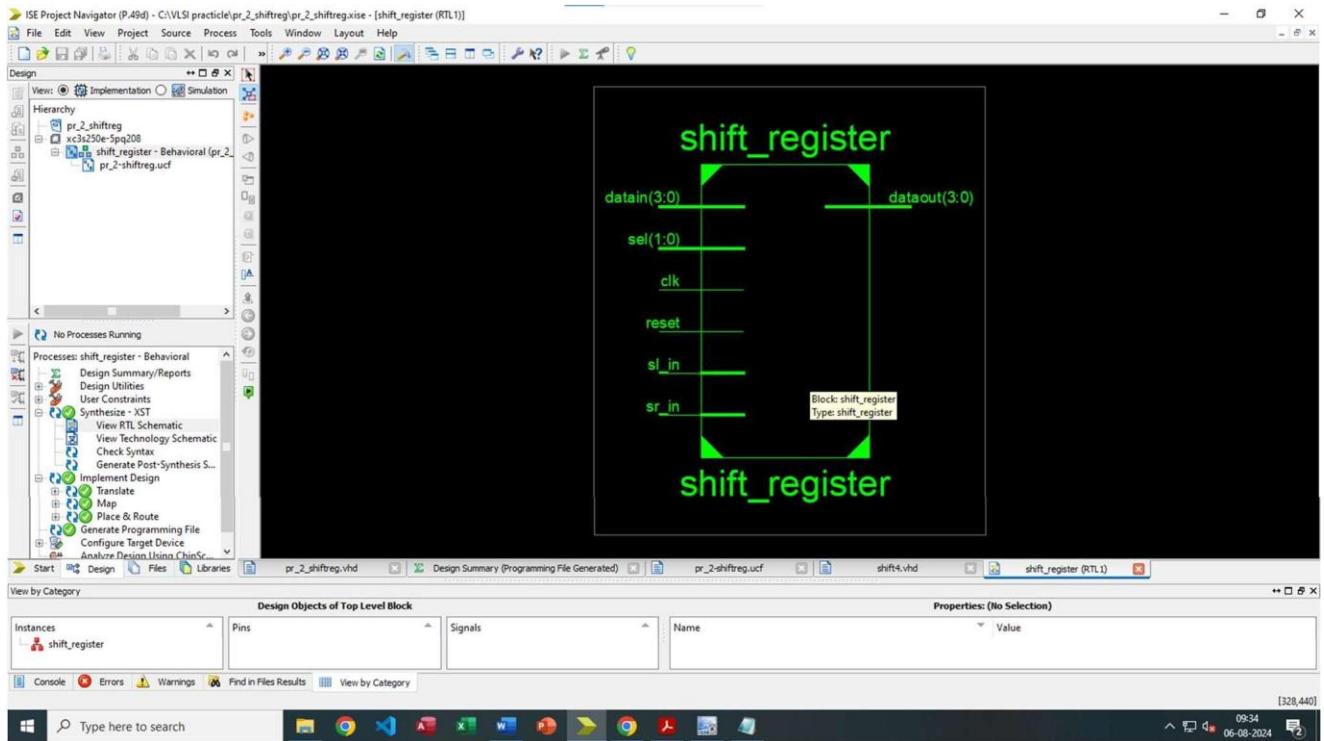 ISE Project Navigator (P.49d) - C:\VLSI practicle\pr_2_shiftreg\pr_2_shiftreg.xise - [shift_register (RTL1)]
File Edit View Project Source Process Tools Window Layout Help
Design
View: Implementation Simulation
Hierarchy
pr_2_shiftreg
xc3s250e-5pq208
shift_register - Behavioral (pr_2_
pr_2-shiftreg.ucf
No Processes Running
Processes: shift_register - Behavioral
Design Summary/Reports
Design Utilities
User Constraints
Synthesize - XST
View RTL Schematic
View Technology Schematic
Check Syntax
Generate Post-Synthesis S...
Implement Design
Translate
Map
Place & Route
Generate Programming File
Configure Target Device
Analyze Design Using ChipSc...
Start Design Files Libraries
shift_register
datain(3:0) dataout(3:0)
sel(1:0)
clk
reset
sl_in
sr_in
Block: shift_register
Type: shift_register
shift_register
pr_2_shiftreg.vhd Design Summary (Programming File Generated) pr_2-shiftreg.ucf shift4.vhd shift_register (RTL1)
View by Category
Design Objects of Top Level Block Properties: (No Selection)
Instances Pins Signals Name Value
shift_register
Console Errors Warnings Find in Files Results View by Category
[328,440]
Type here to search
09:34
06-08-2024
2